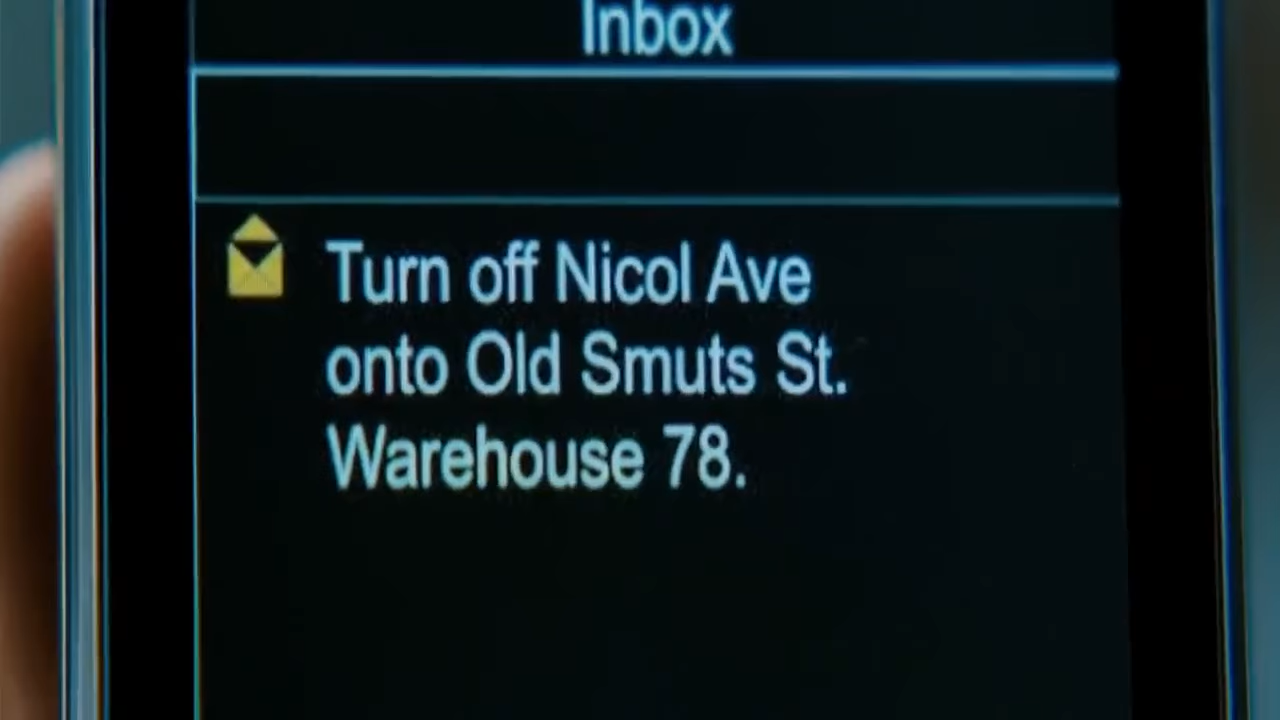 Inbox
Turn off Nicol Ave
onto Old Smuts St.
Warehouse 78.